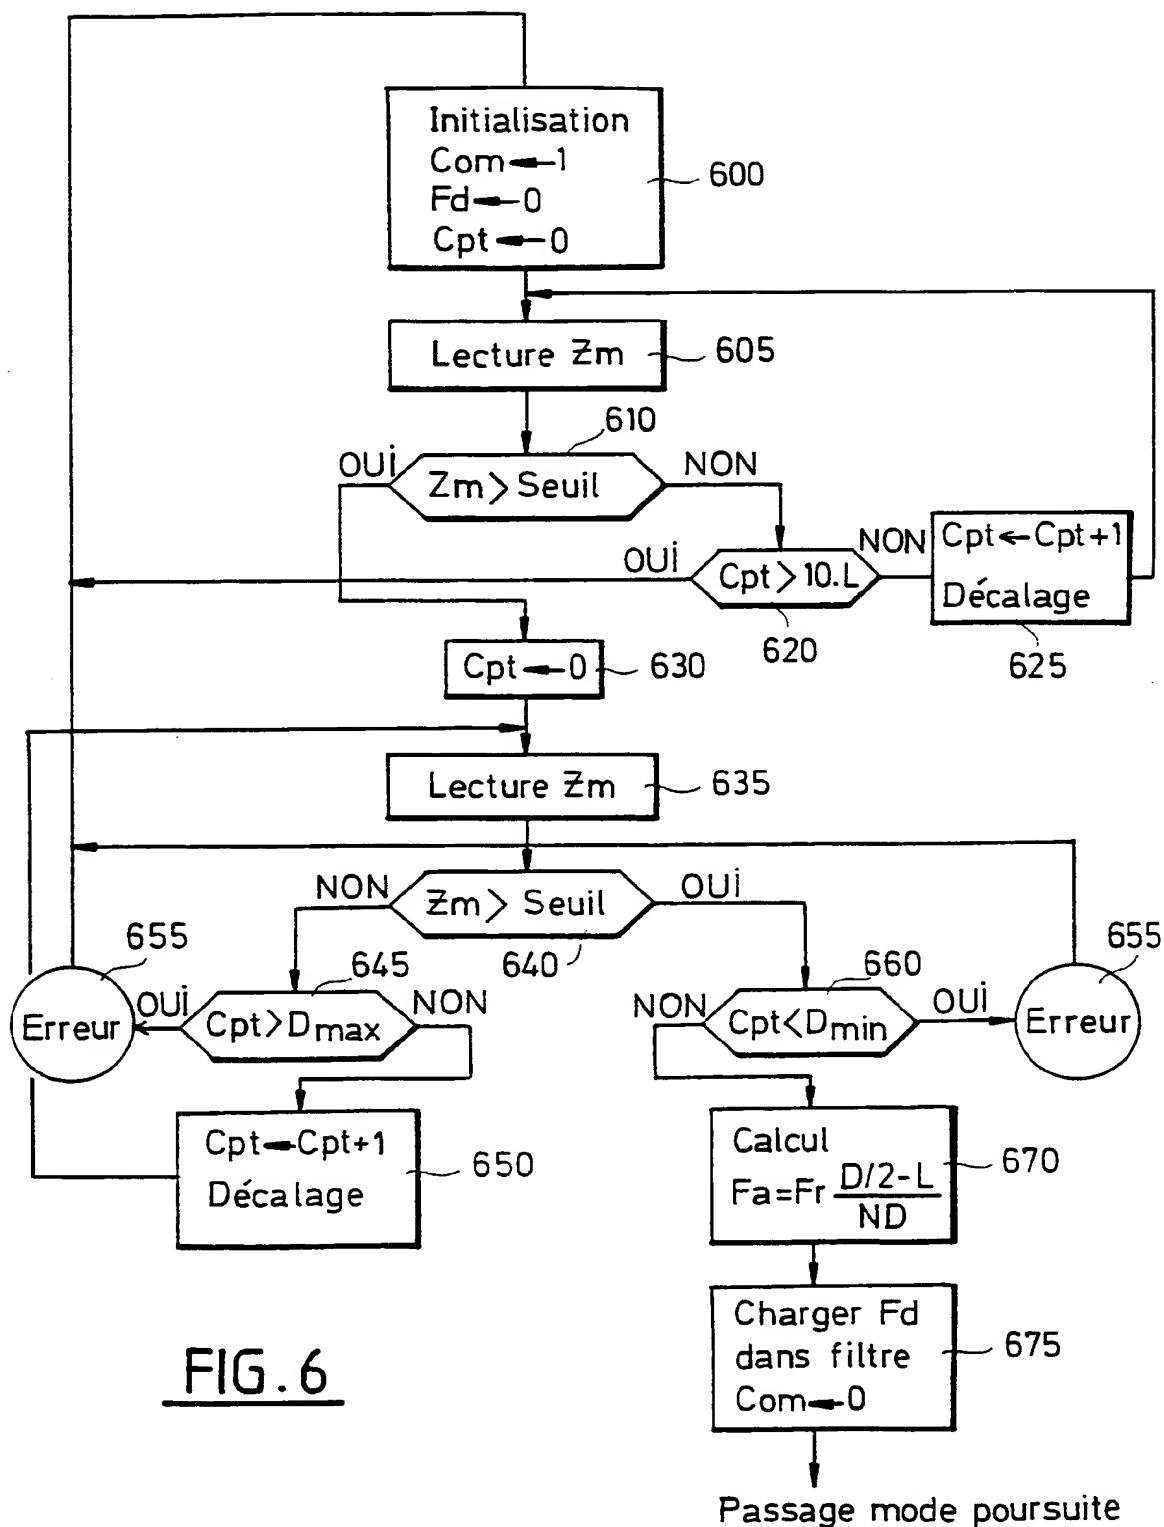 Initialisation
Com ← 1
Fd ← 0
Cpt ← 0
600
Lecture Zm
605
610
OUi
Zm > Seuil
NON
OUi
Cpt > 10.L
NON
620
Cpt ← Cpt+1
Décalage
625
Cpt ← 0
630
Lecture Zm
635
NON
Zm > Seuil
OUi
640
655
Erreur
OUi
645
Cpt > Dmax
NON
660
NON
Cpt < Dmin
OUi
655
Erreur
Cpt ← Cpt+1
Décalage
650
Calcul
Fa = Fr (D/2-L)/ND
670
Charger Fd
dans filtre
Com ← 0
675
FIG. 6
Passage mode poursuite